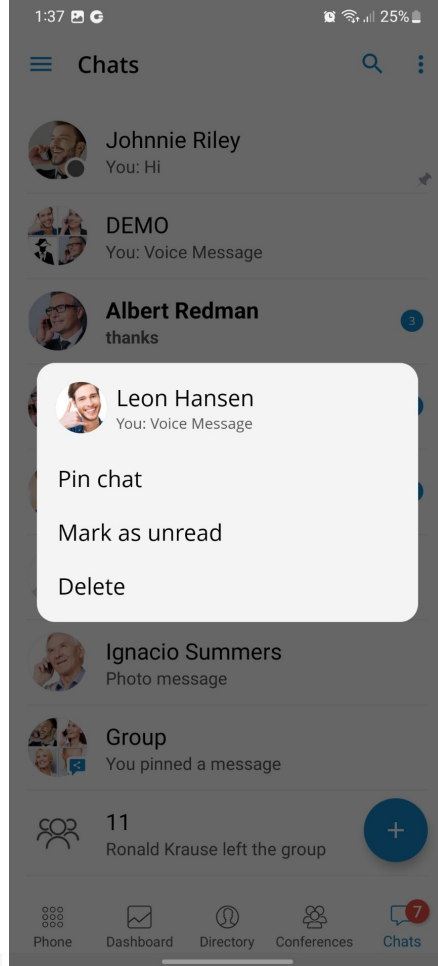 1:37
25%
Chats
Johnnie Riley
You: Hi
DEMO
You: Voice Message
Albert Redman
3
thanks
Leon Hansen
You: Voice Message
Pin chat
Mark as unread
Delete
Ignacio Summers
Photo message
Group
You pinned a message
11
Ronald Krause left the group
+
7
Phone
Dashboard
Directory
Conferences
Chats